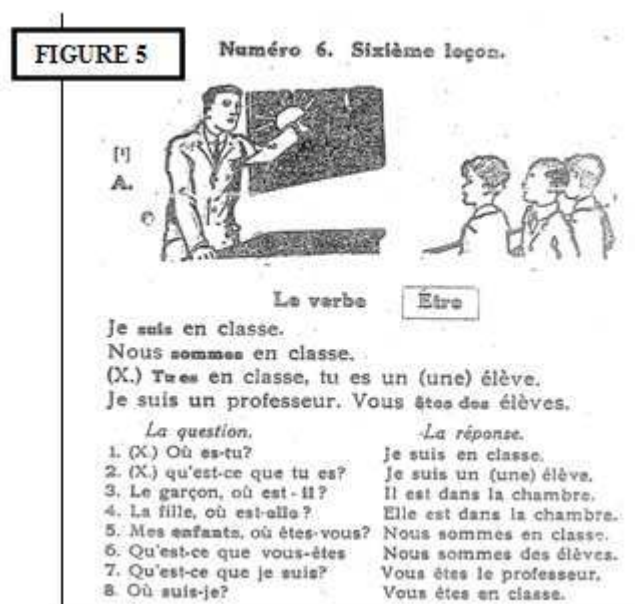 FIGURE 5
Numéro 6. Sixième leçon.
[1]
A.
Le verbe Être
Je suis en classe.
Nous sommes en classe.
(X.) Tu es en classe, tu es un (une) élève.
Je suis un professeur. Vous êtes des élèves.
La question. La réponse.
1. (X.) Où es-tu? Je suis en classe.
2. (X.) qu'est-ce que tu es? Je suis un (une) élève.
3. Le garçon, où est-il? Il est dans la chambre.
4. La fille, où est-elle? Elle est dans la chambre.
5. Mes enfants, où êtes-vous? Nous sommes en classe.
6. Qu'est-ce que vous-êtes Nous sommes des élèves.
7. Qu'est-ce que je suis? Vous êtes le professeur.
8. Où suis-je? Vous êtes en classe.